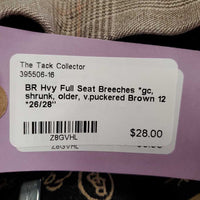 The Tack Collector
395506-16
BR Hvy Full Seat Breeches *gc,
shrunk, older, v.puckered Brown 12
*26/28"
$28.00
Z8GVHL
Z8GVHL